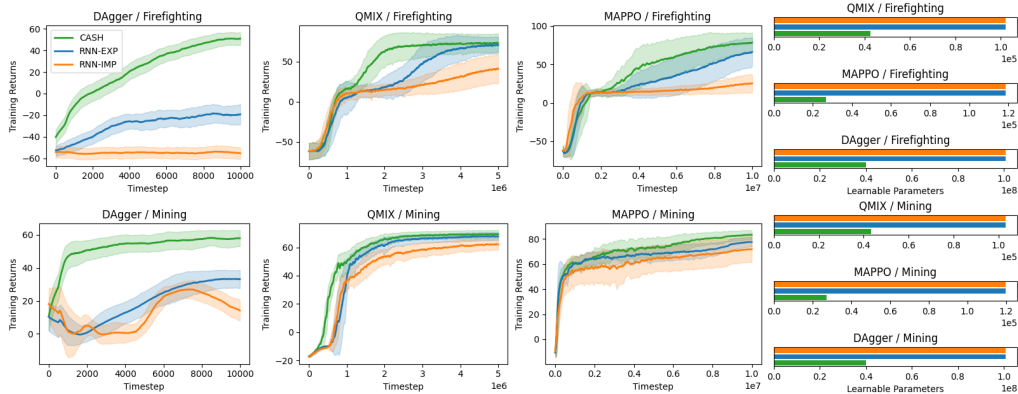 DAgger / Firefighting
60
40
20
0
−20
−40
−60
CASH
RNN-EXP
RNN-IMP
Training Returns
0 2000 4000 6000 8000 10000
Timestep
QMIX / Firefighting
50
0
−50
Training Returns
0 1 2 3 4 5
1e6
Timestep
MAPPO / Firefighting
100
50
0
−50
Training Returns
0.0 0.2 0.4 0.6 0.8 1.0
1e7
Timestep
QMIX / Firefighting
0.0 0.2 0.4 0.6 0.8 1.0
1e5
MAPPO / Firefighting
0.0 0.2 0.4 0.6 0.8 1.0 1.2
1e5
DAgger / Firefighting
0.0 0.2 0.4 0.6 0.8 1.0
Learnable Parameters 1e8
DAgger / Mining
60
40
20
0
Training Returns
0 2000 4000 6000 8000 10000
Timestep
QMIX / Mining
60
40
20
0
−20
Training Returns
0 1 2 3 4 5
1e6
Timestep
MAPPO / Mining
80
60
40
20
0
Training Returns
0.0 0.2 0.4 0.6 0.8 1.0
1e7
Timestep
QMIX / Mining
0.0 0.2 0.4 0.6 0.8 1.0
1e5
MAPPO / Mining
0.0 0.2 0.4 0.6 0.8 1.0 1.2
1e5
DAgger / Mining
0.0 0.2 0.4 0.6 0.8 1.0
Learnable Parameters 1e8